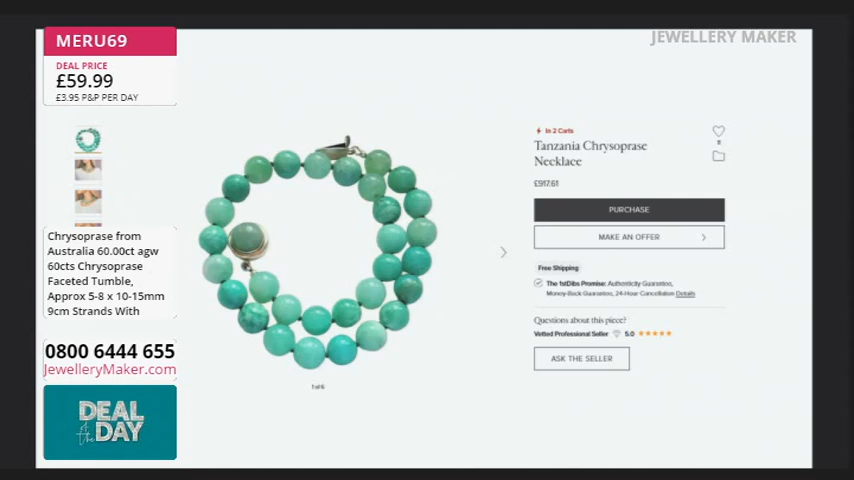 MERU69
DEAL PRICE
£59.99
£3.95 P&P PER DAY
Chrysoprase from
Australia 60.00ct agw
60cts Chrysoprase
Faceted Tumble,
Approx 5-8 x 10-15mm
9cm Strands With
0800 6444 655
JewelleryMaker.com
DEAL
of the
DAY
JEWELLERY MAKER
In 2 Carts
Tanzania Chrysoprase
Necklace
£917.61
PURCHASE
MAKE AN OFFER
Free Shipping
The 1stDibs Promise: Authenticity Guarantee,
Money-Back Guarantee, 24-Hour Cancellation Details
Questions about this piece?
Vetted Professional Seller 5.0
ASK THE SELLER
1 of 6